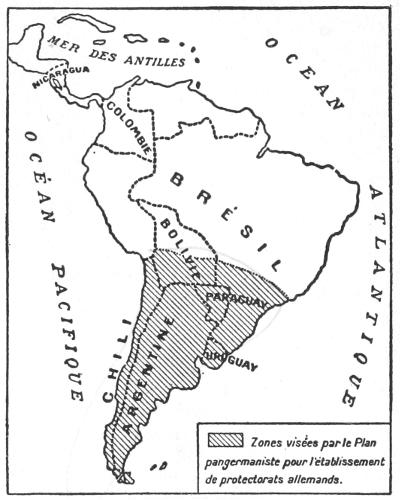 MER DES ANTILLES
OCEAN
NICARAGUA
COLOMBIE
OCÉAN PACIFIQUE
BRÉSIL
ATLANTIQUE
BOLIVIE
PARAGUAY
CHILI
ARGENTINE
URUGUAY
Zones visées par le Plan
pangermaniste pour l'établissement
de protectorats allemands.